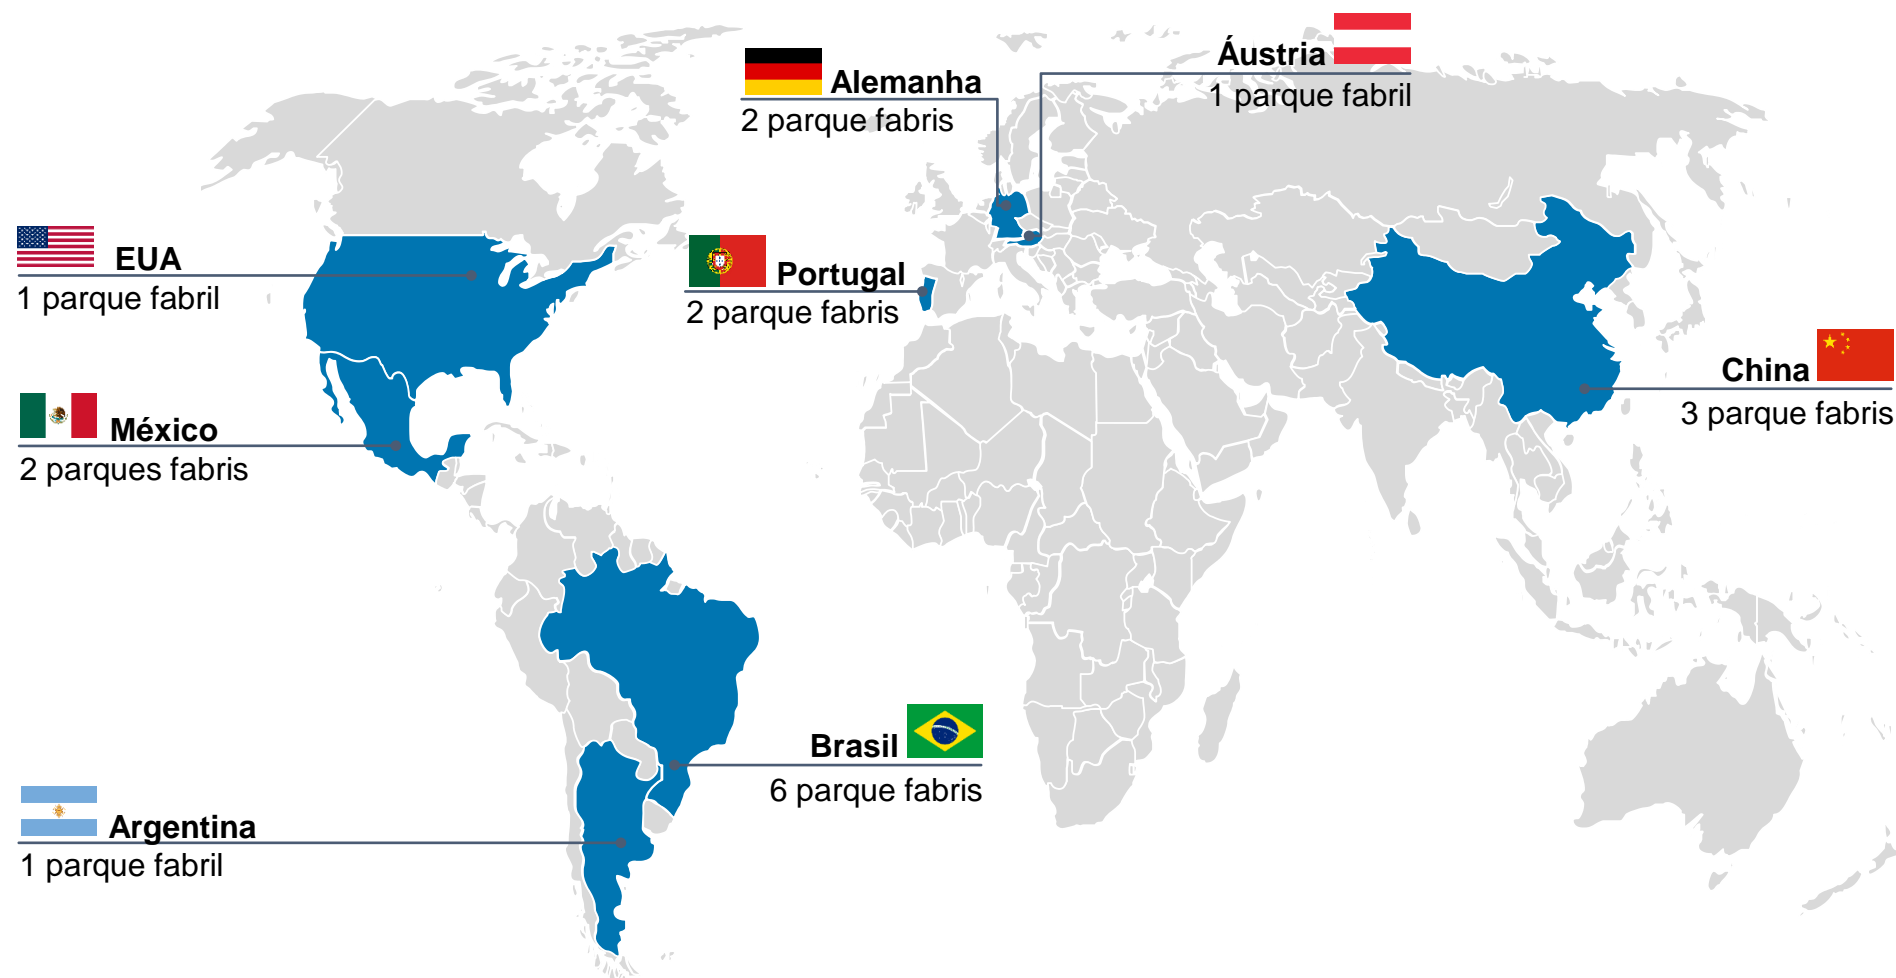 Áustria
1 parque fabril
Alemanha
2 parque fabris
EUA
1 parque fabril
Portugal
2 parque fabris
China
3 parque fabris
México
2 parques fabris
Brasil
6 parque fabris
Argentina
1 parque fabril